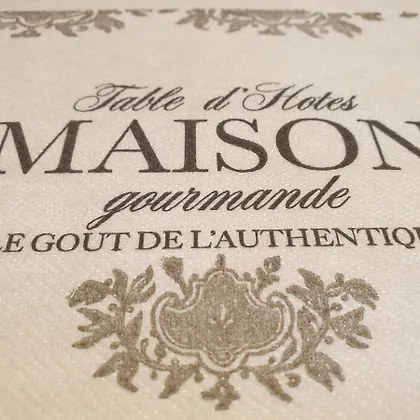 Table d'Hotes
MAISON
gourmande
LE GOUT DE L'AUTHENTIQU